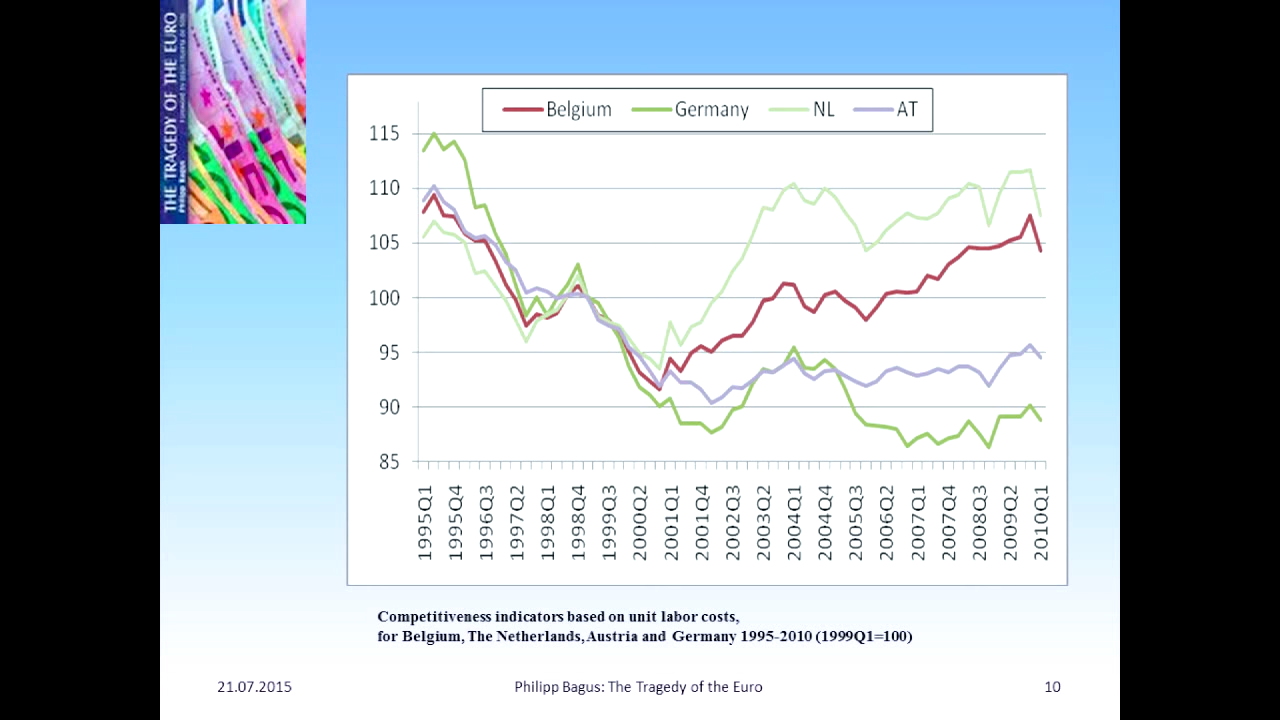 THE TRAGEDY OF THE EURO
Philipp Bagus
Belgium Germany NL AT
115
110
105
100
95
90
85
1995Q1 1995Q4 1996Q3 1997Q2 1998Q1 1998Q4 1999Q3 2000Q2 2001Q1 2001Q4 2002Q3 2003Q2 2004Q1 2004Q4 2005Q3 2006Q2 2007Q1 2007Q4 2008Q3 2009Q2 2010Q1
Competitiveness indicators based on unit labor costs,
for Belgium, The Netherlands, Austria and Germany 1995-2010 (1999Q1=100)
21.07.2015 Philipp Bagus: The Tragedy of the Euro 10